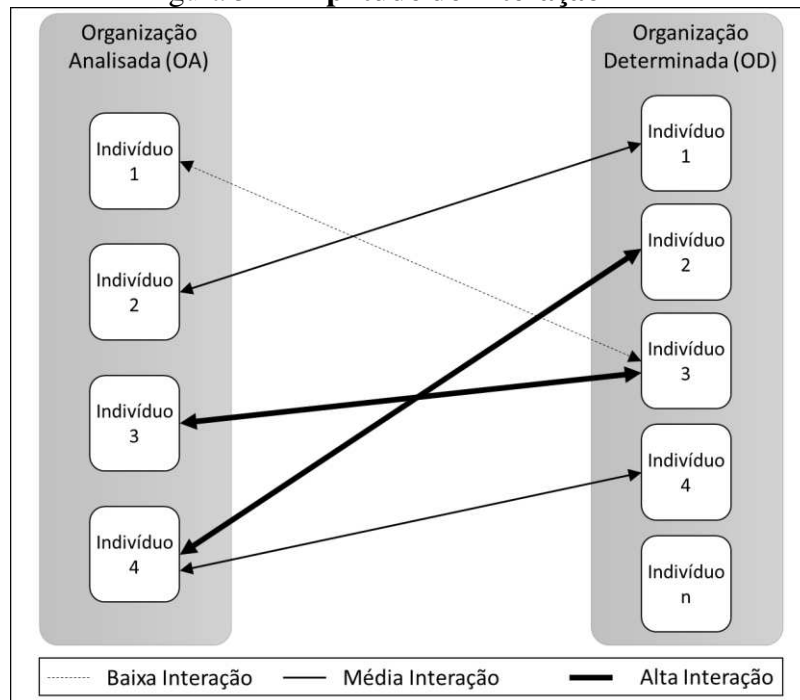 Organização
Analisada (OA)
Indivíduo
1
Indivíduo
2
Indivíduo
3
Indivíduo
4
Organização
Determinada (OD)
Indivíduo
1
Indivíduo
2
Indivíduo
3
Indivíduo
4
Indivíduo
n
Baixa Interação
Média Interação
Alta Interação